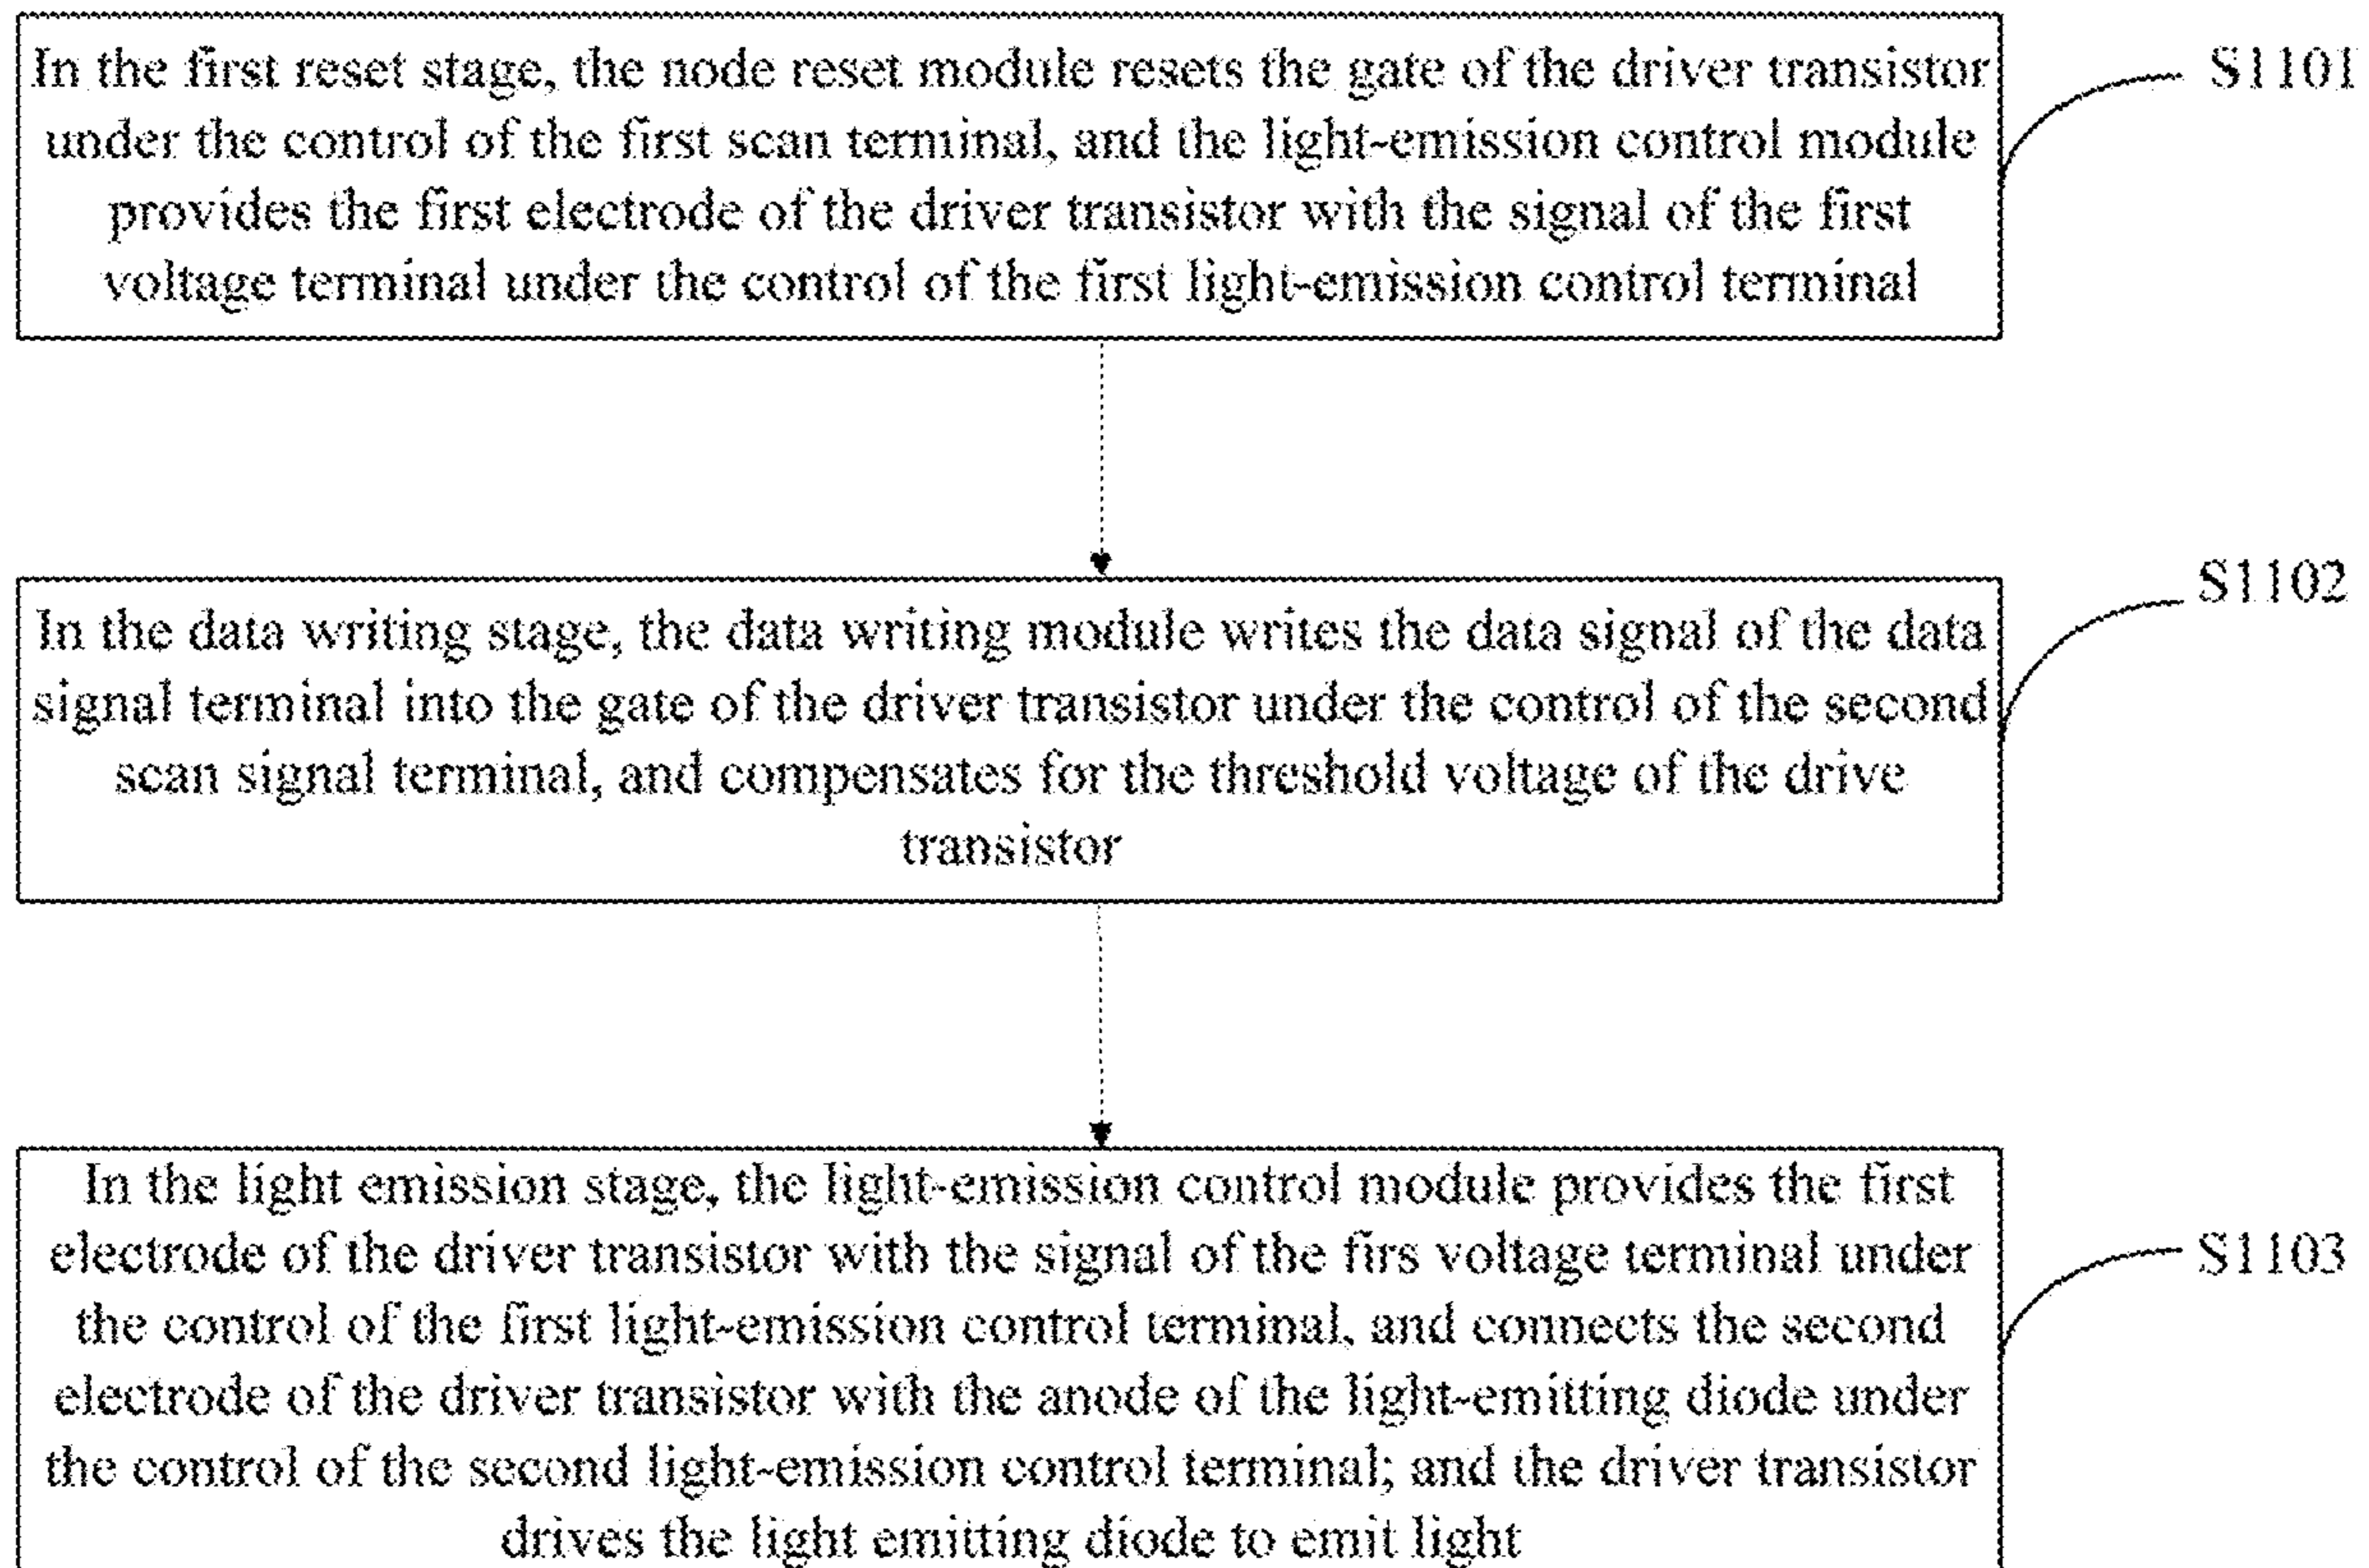 In the first reset stage, the node reset module resets the gate of the driver transistor
under the control of the first scan terminal, and the light-emission control module
provides the first electrode of the driver transistor with the signal of the first
voltage terminal under the control of the first light-emission control terminal
S1101
In the data writing stage, the data writing module writes the data signal of the data
signal terminal into the gate of the driver transistor under the control of the second
scan signal terminal, and compensates for the threshold voltage of the drive
transistor
S1102
In the light emission stage, the light-emission control module provides the first
electrode of the driver transistor with the signal of the firs voltage terminal under
the control of the first light-emission control terminal, and connects the second
electrode of the driver transistor with the anode of the light-emitting diode under
the control of the second light-emission control terminal; and the driver transistor
drives the light emitting diode to emit light
S1103